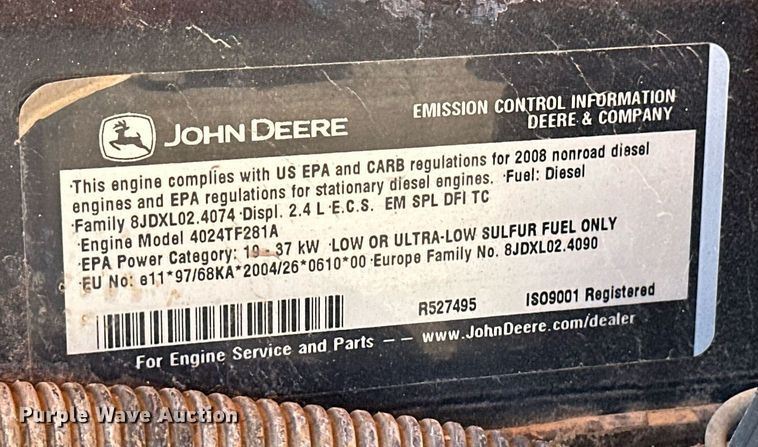 JOHN DEERE
EMISSION CONTROL INFORMATION
DEERE & COMPANY
·This engine complies with US EPA and CARB regulations for 2008 nonroad diesel
engines and EPA regulations for stationary diesel engines. ·Fuel: Diesel
·Family 8JDXL02.4074 ·Displ. 2.4 L ·E.C.S. EM SPL DFI TC
·Engine Model 4024TF281A
·EPA Power Category: 19 - 37 kW ·LOW OR ULTRA-LOW SULFUR FUEL ONLY
·EU No: e11*97/68KA*2004/26*0610*00 ·Europe Family No. 8JDXL02.4090
R527495 ISO9001 Registered
For Engine Service and Parts -- www.JohnDeere.com/dealer
Purple Wave Auction